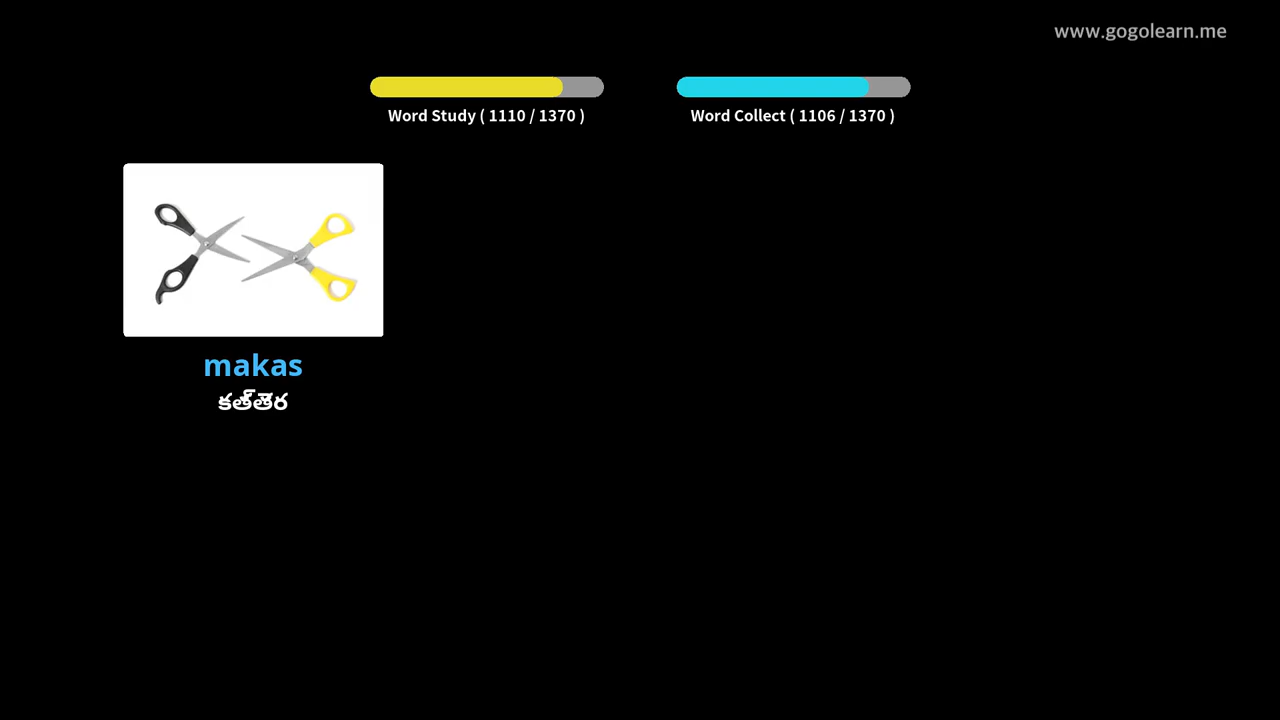 www.gogolearn.me
Word Study ( 1110 / 1370 )
Word Collect ( 1106 / 1370 )
makas
కత్తెర